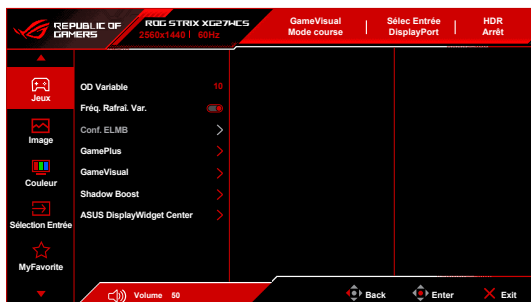 REPUBLIC OF
GAMERS
ROG STRIX XG27WCS
2560x1440 | 60Hz
GameVisual
Mode course
Sélec Entrée
DisplayPort
HDR
Arrêt
Jeux
Image
Couleur
Sélection Entrée
MyFavorite
OD Variable 10
Fréq. Rafraî. Var.
Conf. ELMB
GamePlus
GameVisual
Shadow Boost
ASUS DisplayWidget Center
Volume 50
Back
Enter
Exit